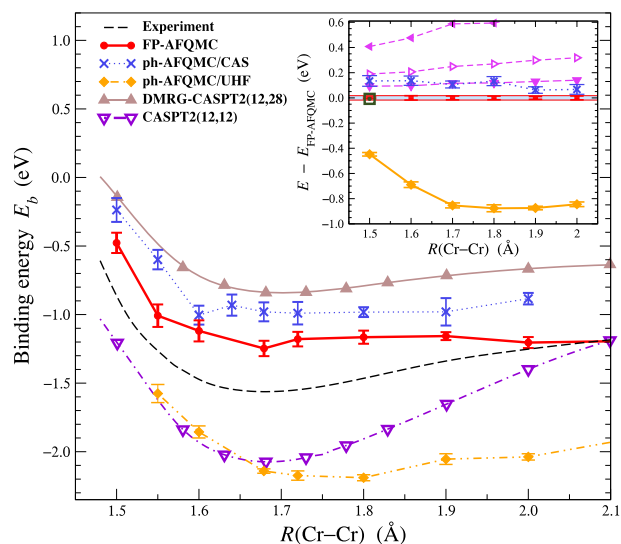 Experiment
FP-AFQMC
ph-AFQMC/CAS
ph-AFQMC/UHF
DMRG-CASPT2(12,28)
CASPT2(12,12)
1.0
0.5
0.0
−0.5
−1.0
−1.5
−2.0
Binding energy E_b (eV)
1.5 1.6 1.7 1.8 1.9 2.0 2.1
R(Cr−Cr) (Å)
0.6
0.4
0.2
0.0
−0.2
−0.4
−0.6
−0.8
−1.0
E − E_FP-AFQMC (eV)
1.5 1.6 1.7 1.8 1.9 2
R(Cr−Cr) (Å)